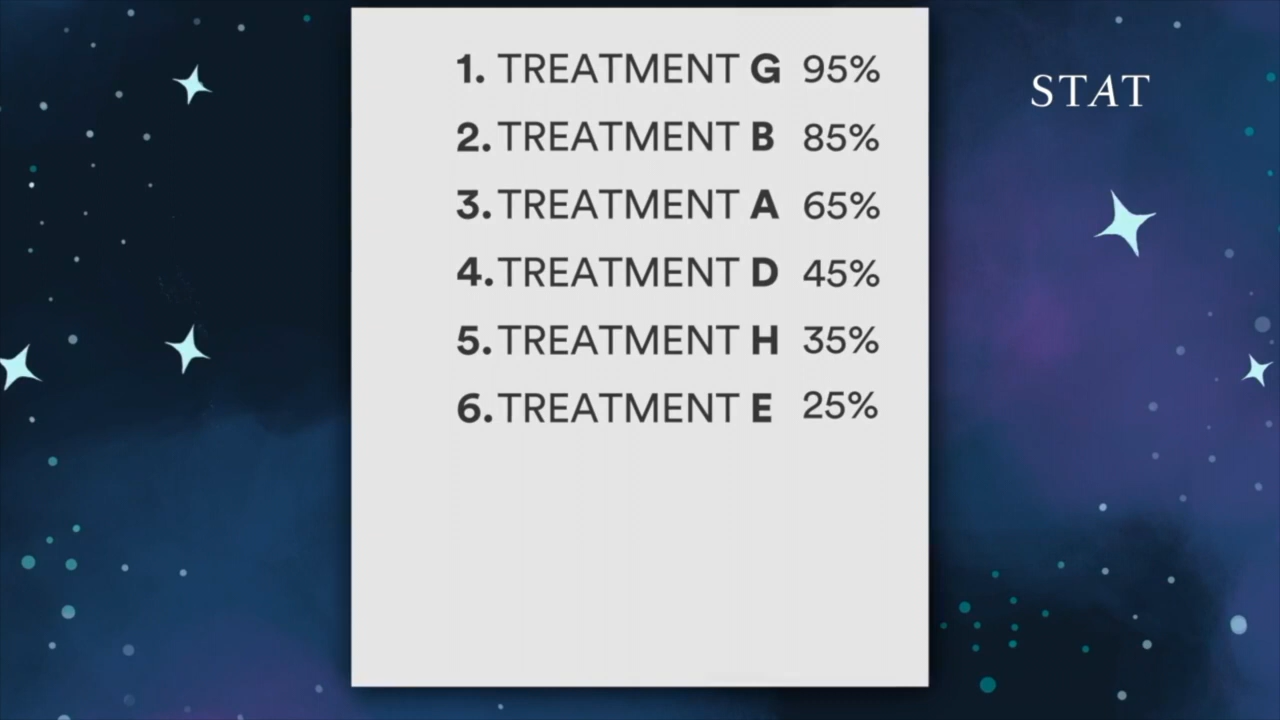 1. TREATMENT G 95%
2. TREATMENT B 85%
3. TREATMENT A 65%
4. TREATMENT D 45%
5. TREATMENT H 35%
6. TREATMENT E 25%
STAT